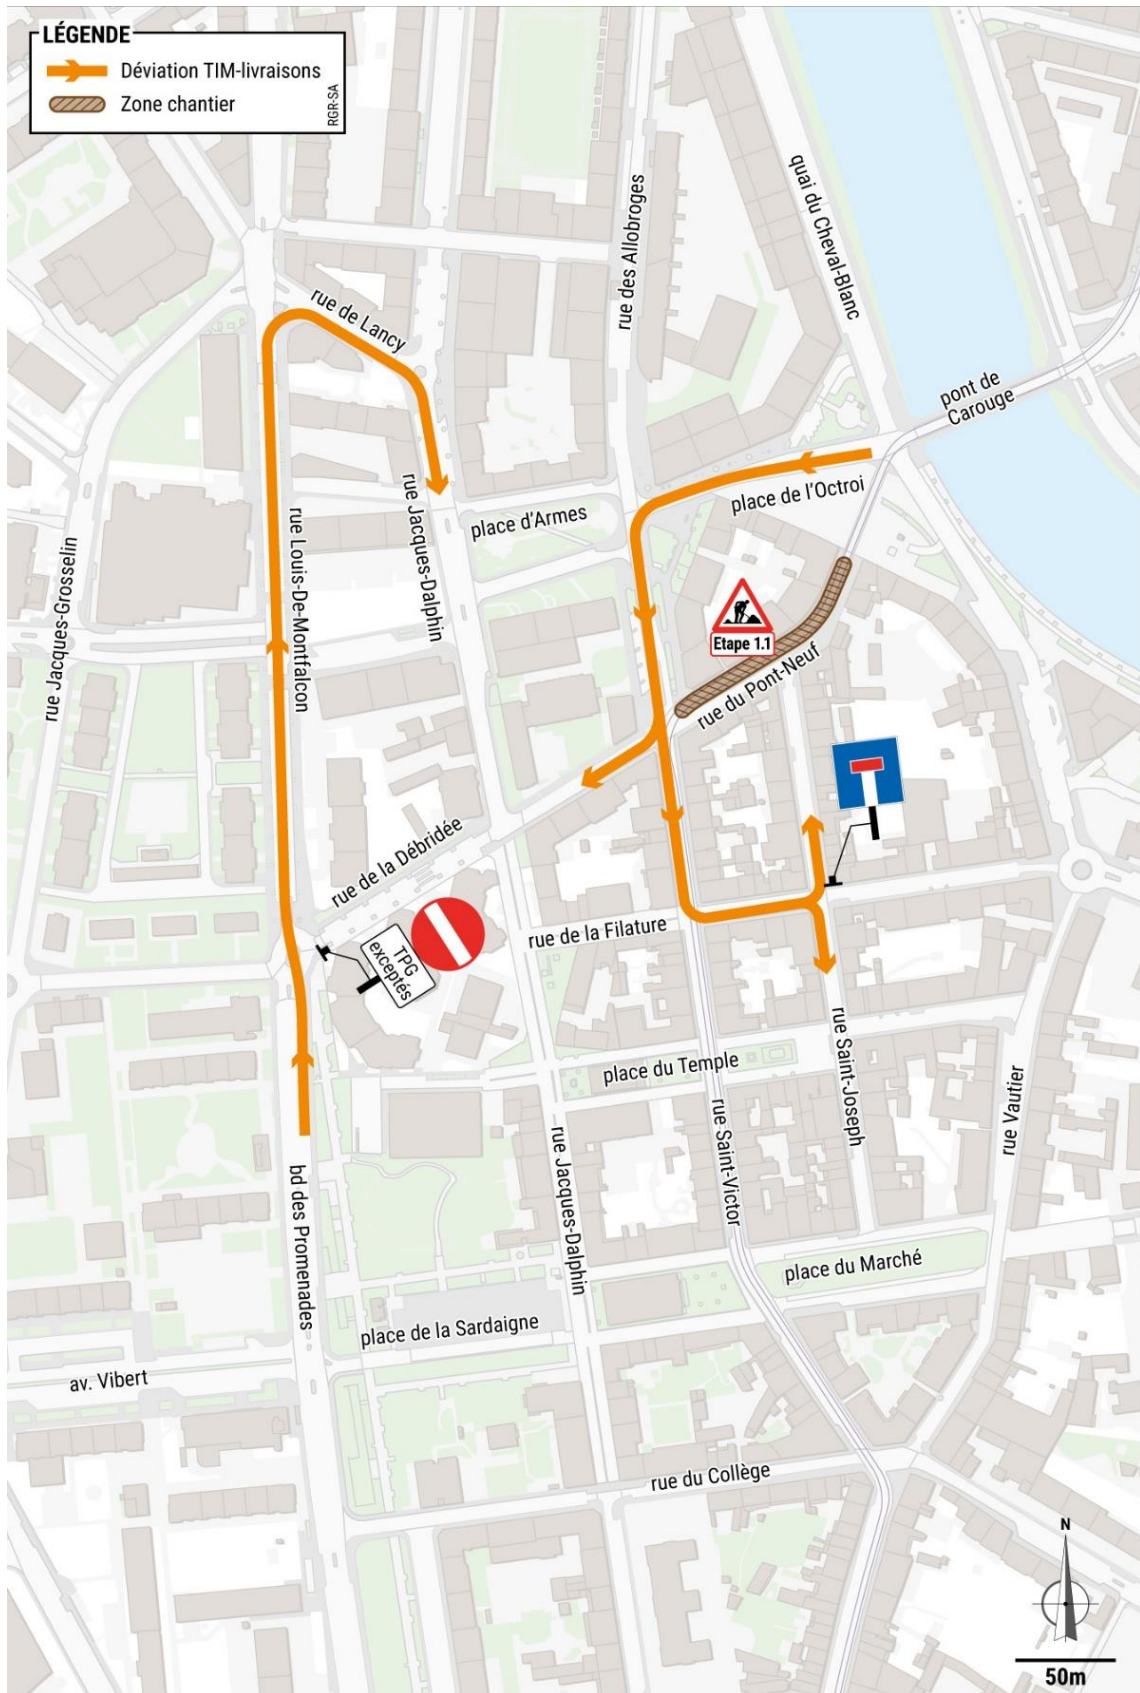 LÉGENDE
Déviation TIM-livraisons
Zone chantier
RGR-SA
quai du Cheval-Blanc
rue des Allobroges
rue de Lancy
pont de
Carouge
place de l'Octroi
rue Jacques-Dalphin
place d'Armes
rue Louis-De-Montfalcon
rue Jacques-Grosselin
Etape 1.1
rue du Pont-Neuf
rue de la Débridée
rue de la Filature
TPG
exceptés
place du Temple
rue Saint-Joseph
rue Vautier
rue Saint-Victor
rue Jacques-Dalphin
bd des Promenades
place du Marché
place de la Sardaigne
av. Vibert
rue du Collège
N
50m